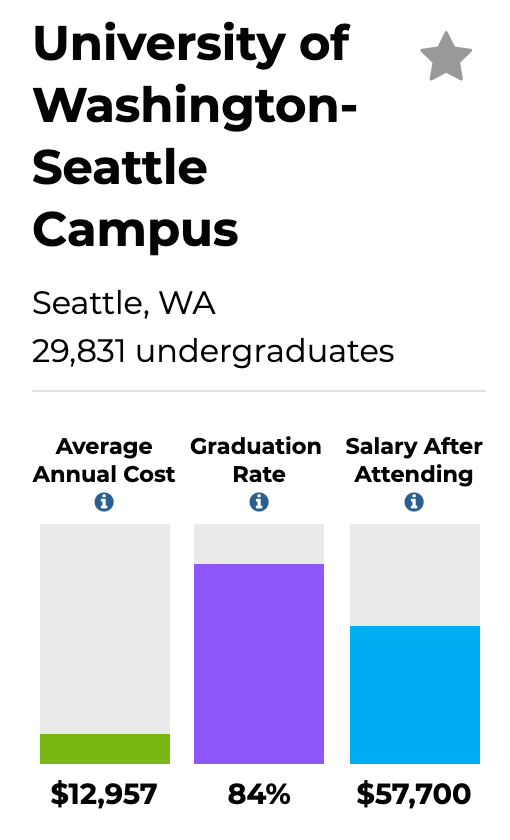 University of
Washington-
Seattle
Campus
Seattle, WA
29,831 undergraduates
Average
Annual Cost
Graduation
Rate
Salary After
Attending
$12,957
84%
$57,700